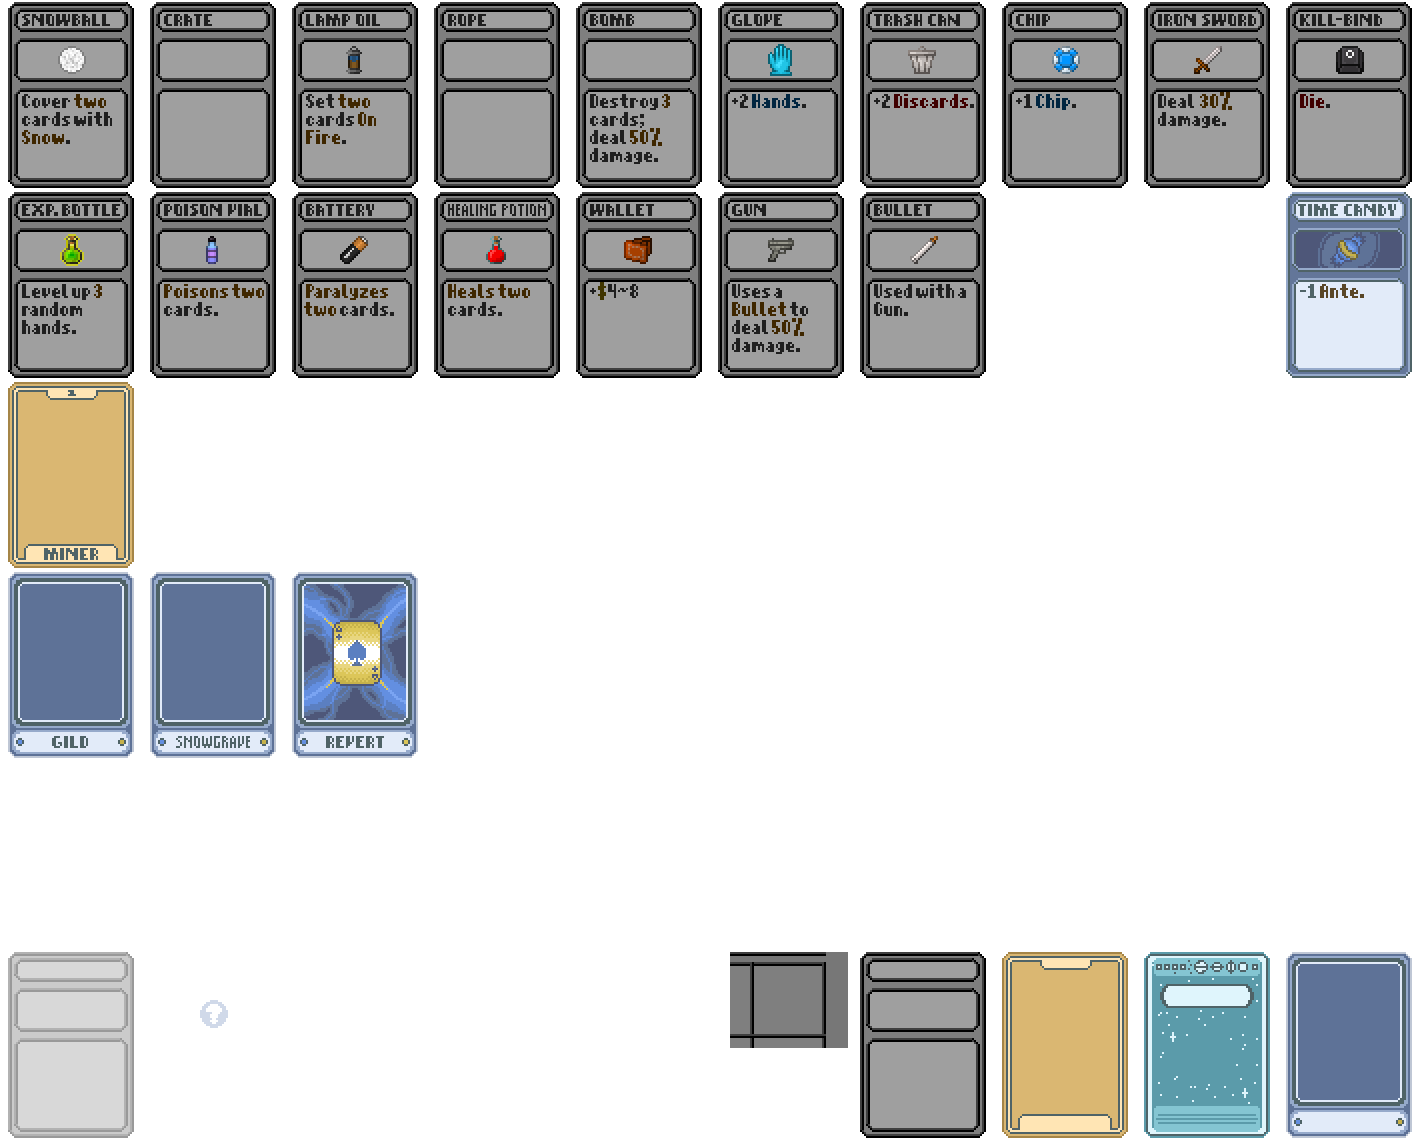 SNOWBALL
Cover two
cards with
Snow.
CRATE
LAMP OIL
Set two
cards On
Fire.
ROPE
BOMB
Destroy 3
cards;
deal 50%
damage.
GLOVE
+2 Hands.
TRASH CAN
+2 Discards.
CHIP
+1 Chip.
IRON SWORD
Deal 30%
damage.
KILL-BIND
Die.
EXP. BOTTLE
Level up 3
random
hands.
POISON VIAL
Poisons two
cards.
BATTERY
Paralyzes
two cards.
HEALING POTION
Heals two
cards.
WALLET
+$4~8
GUN
Uses a
Bullet to
deal 50%
damage.
BULLET
Used with a
Gun.
TIME CANDY
-1 Ante.
MINER
GILD
SNOWGRAVE
REVERT